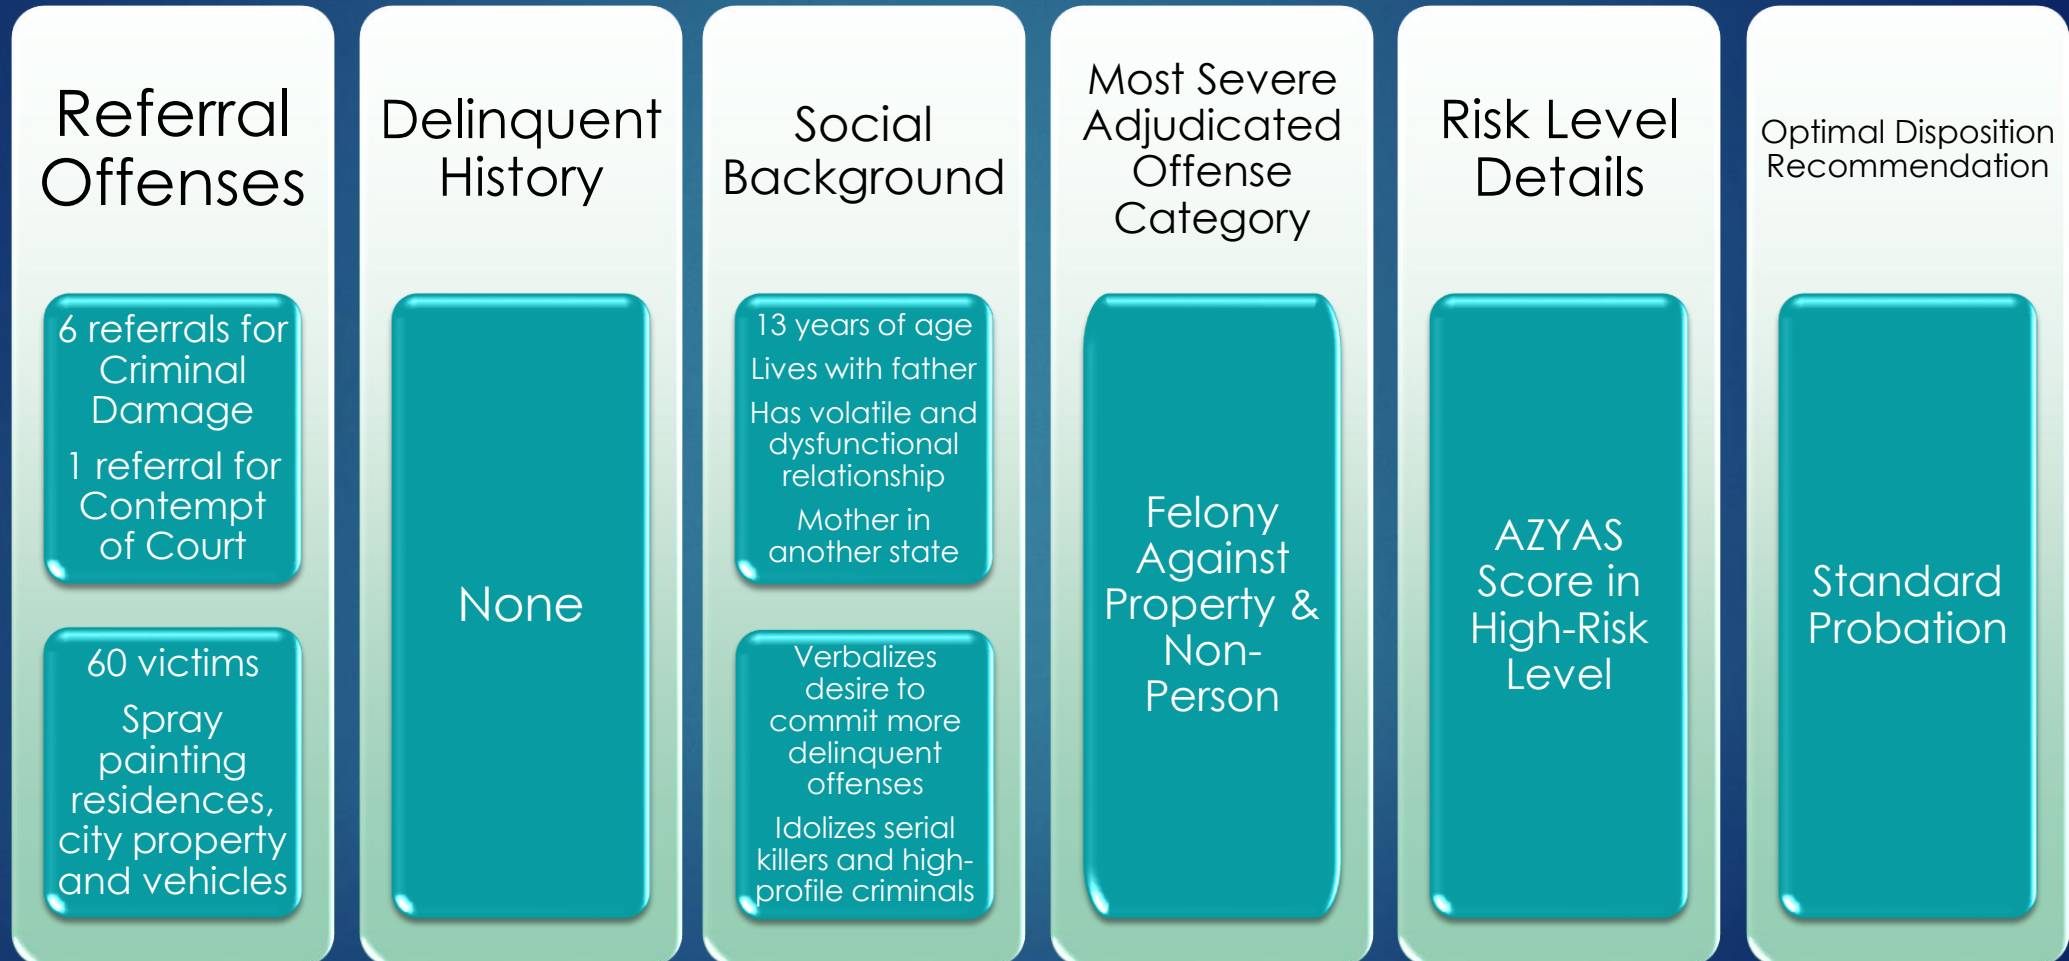 Referral
Offenses
6 referrals for
Criminal
Damage
1 referral for
Contempt
of Court
60 victims
Spray
painting
residences,
city property
and vehicles
Delinquent
History
None
Social
Background
13 years of age
Lives with father
Has volatile and
dysfunctional
relationship
Mother in
another state
Verbalizes
desire to
commit more
delinquent
offenses
Idolizes serial
killers and high-
profile criminals
Most Severe
Adjudicated
Offense
Category
Felony
Against
Property &
Non-
Person
Risk Level
Details
AZYAS
Score in
High-Risk
Level
Optimal Disposition
Recommendation
Standard
Probation